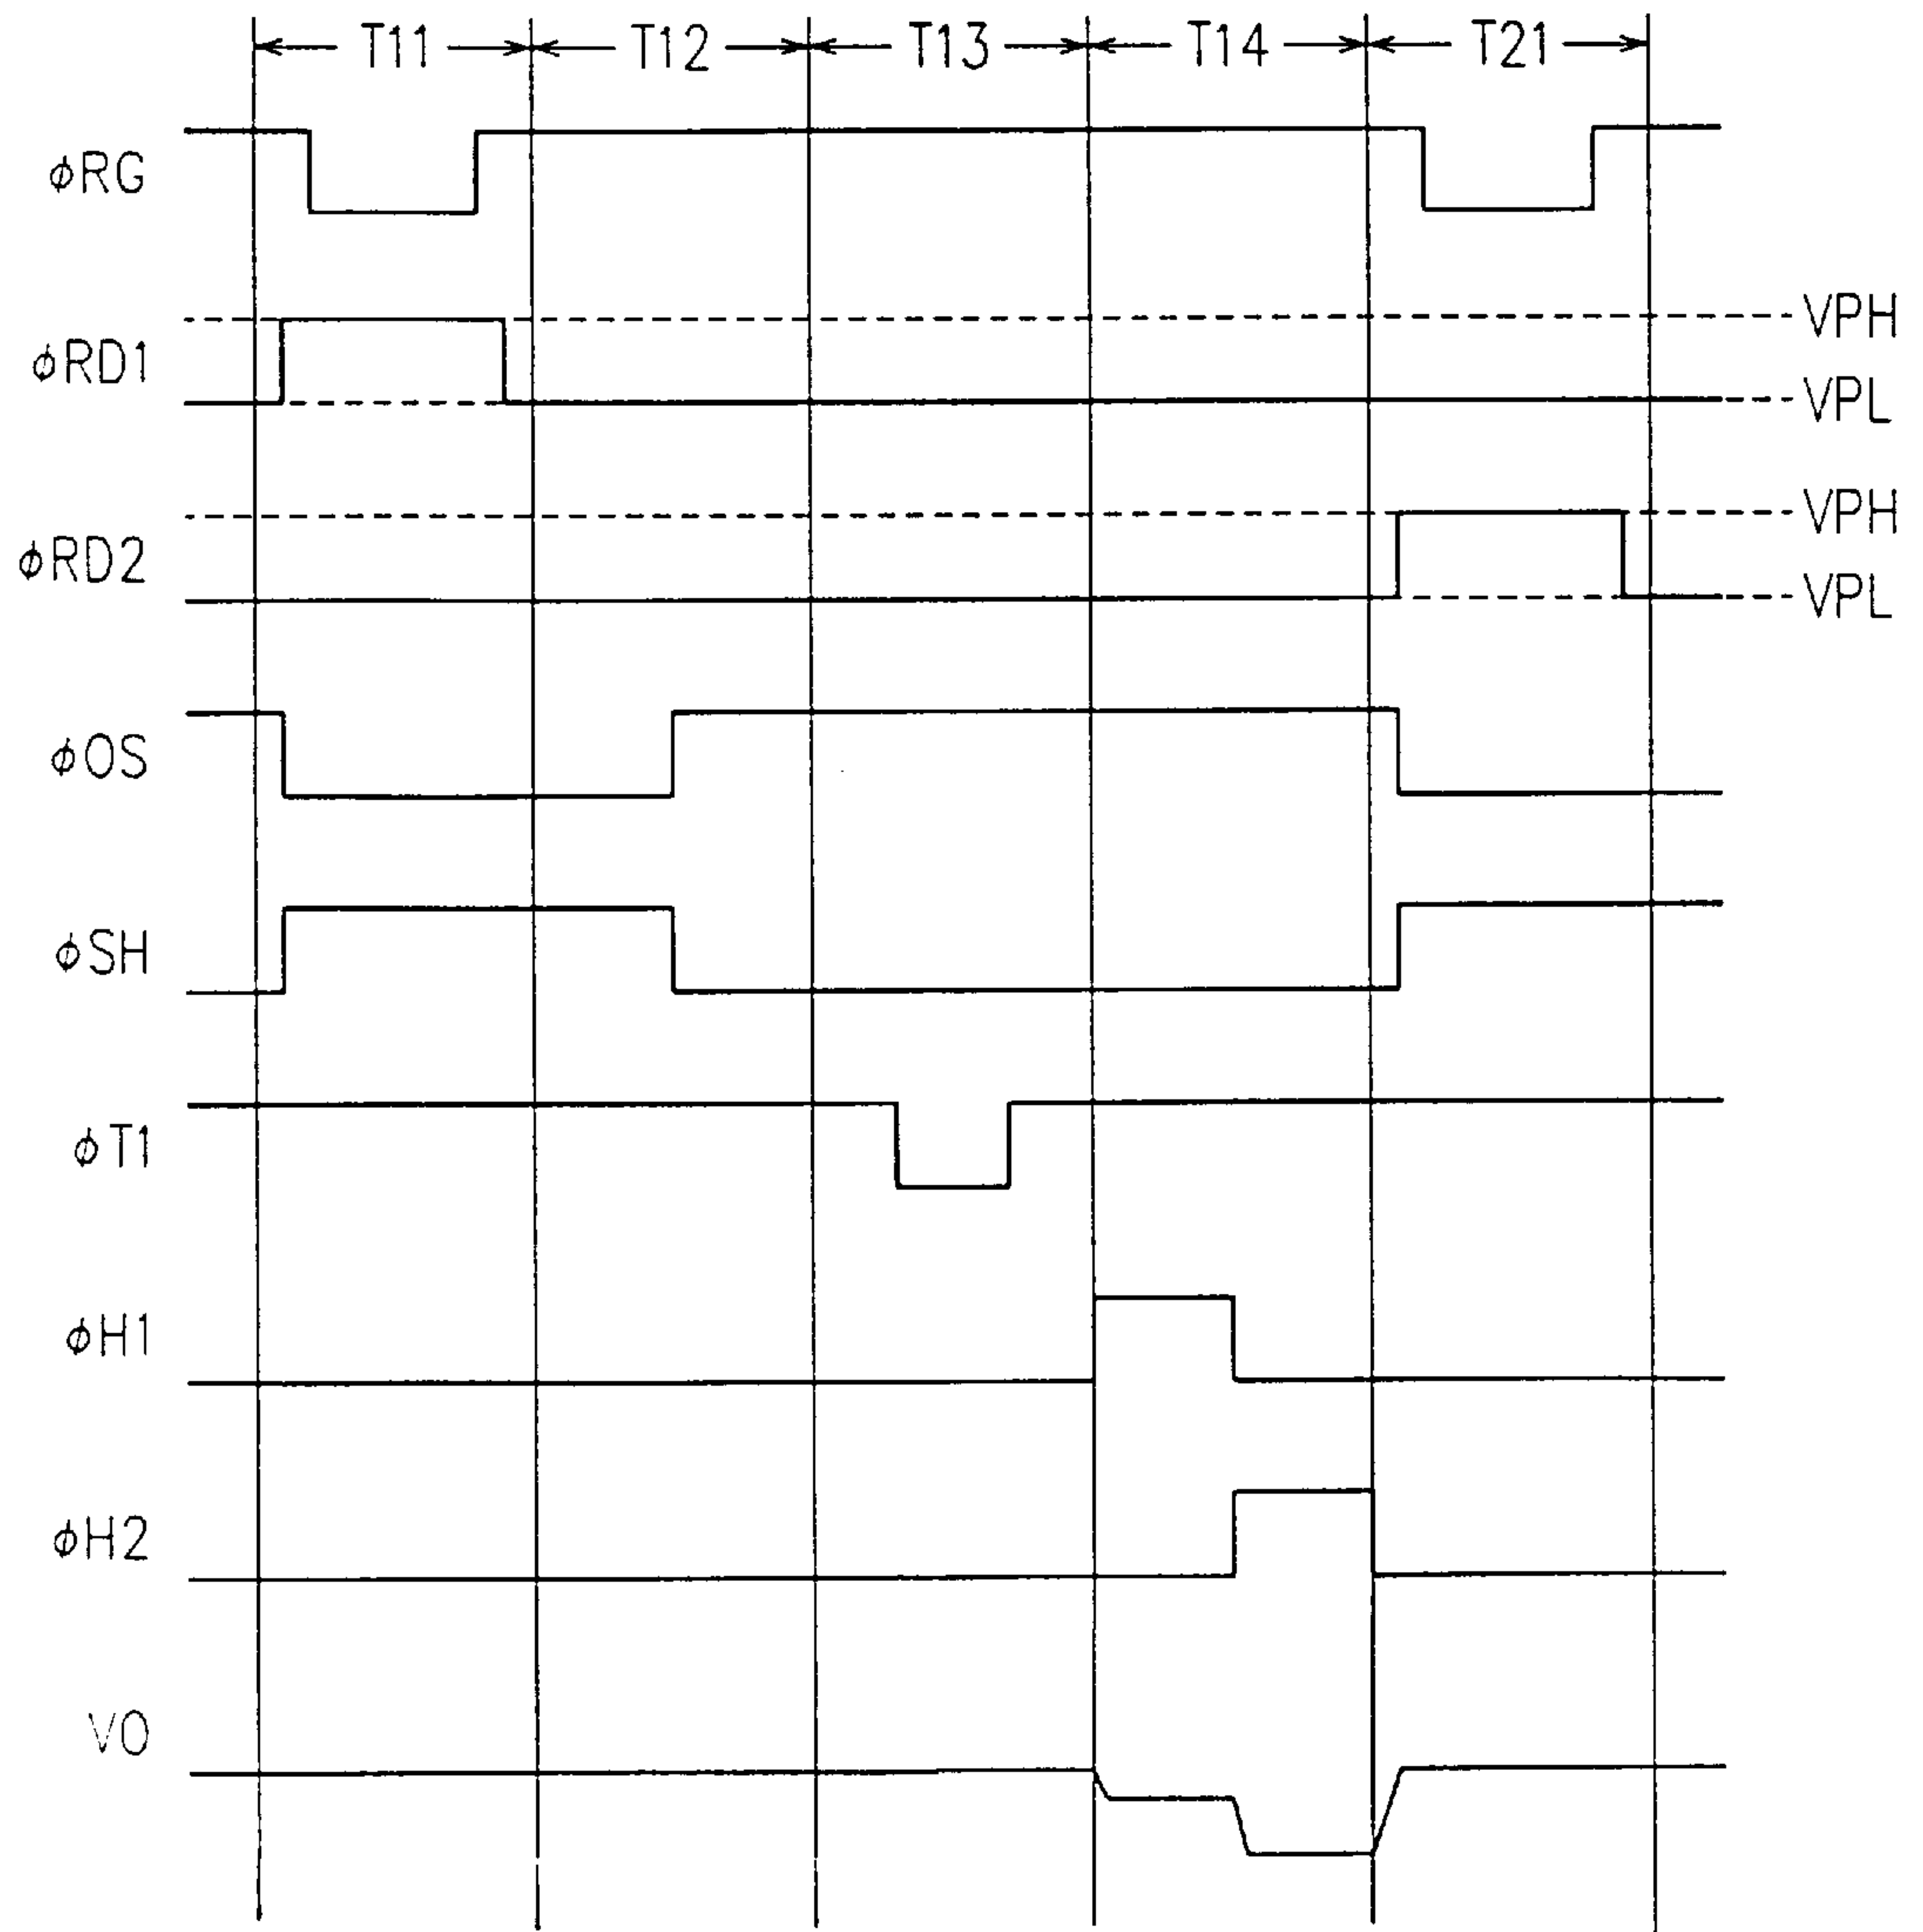 T11 T12 T13 T14 T21
φRG
VPH
φRD1
VPL
VPH
φRD2
VPL
φOS
φSH
φT1
φH1
φH2
VO